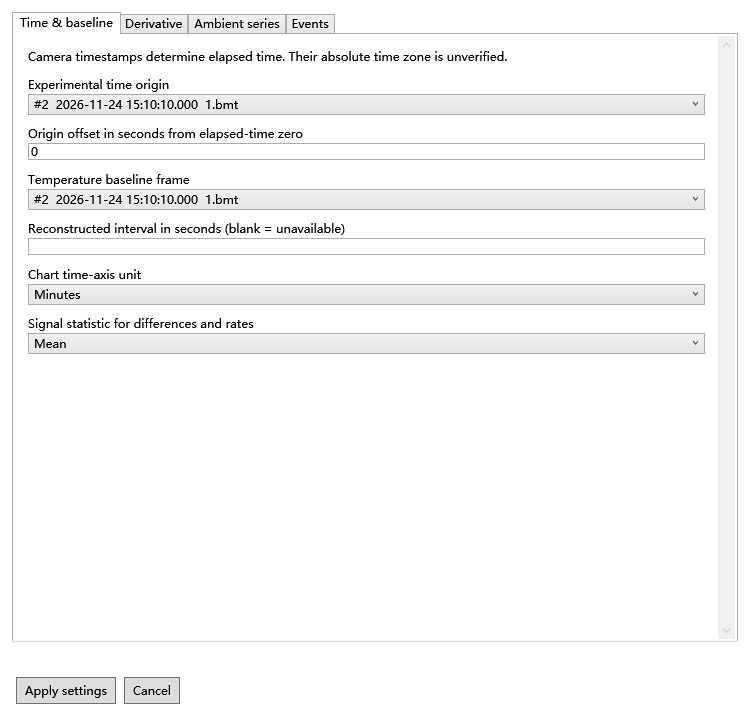 Time & baseline Derivative Ambient series Events
Camera timestamps determine elapsed time. Their absolute time zone is unverified.
Experimental time origin
#2 2026-11-24 15:10:10.000 1.bmt
Origin offset in seconds from elapsed-time zero
0
Temperature baseline frame
#2 2026-11-24 15:10:10.000 1.bmt
Reconstructed interval in seconds (blank = unavailable)
Chart time-axis unit
Minutes
Signal statistic for differences and rates
Mean
Apply settings Cancel